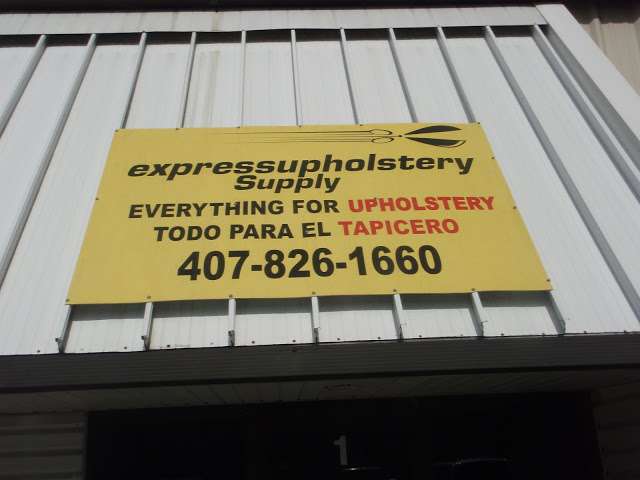 expressupholstery
Supply
EVERYTHING FOR UPHOLSTERY
TODO PARA EL TAPICERO
407-826-1660
1